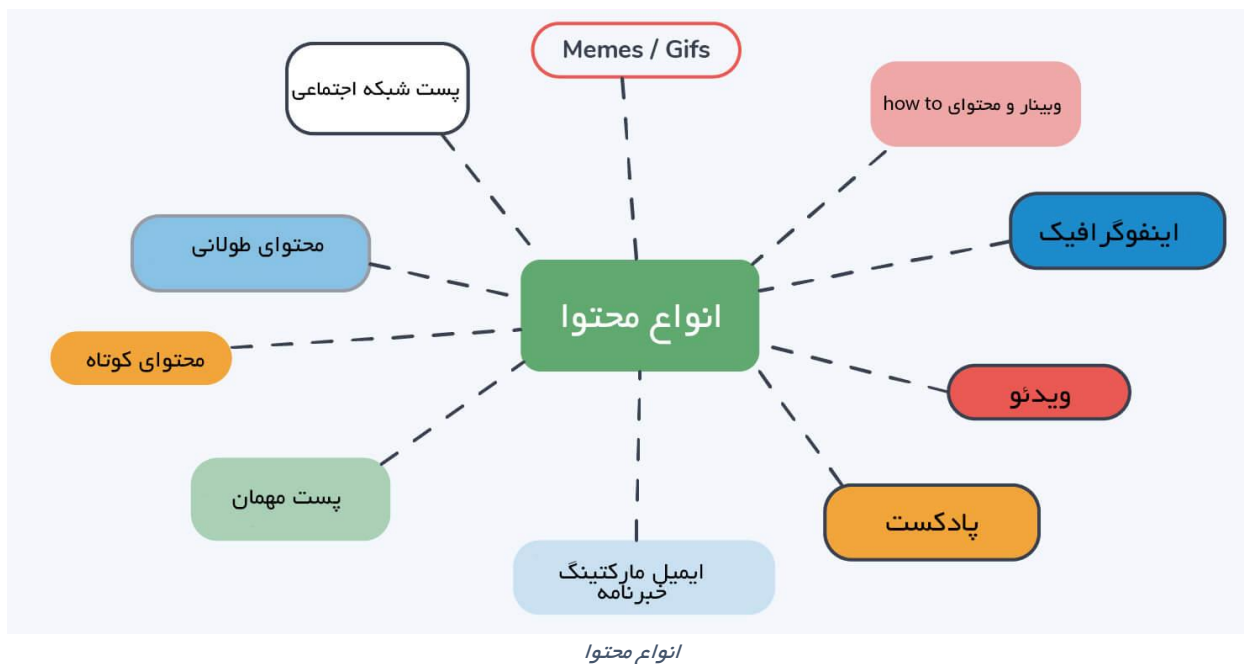 Memes / Gifs
پست شبکه اجتماعی
وبینار و محتوای how to
اینفوگرافیک
محتوای طولانی
انواع محتوا
محتوای کوتاه
ویدئو
پست مهمان
پادکست
ایمیل مارکتینگ
خبرنامه
انواع محتوا